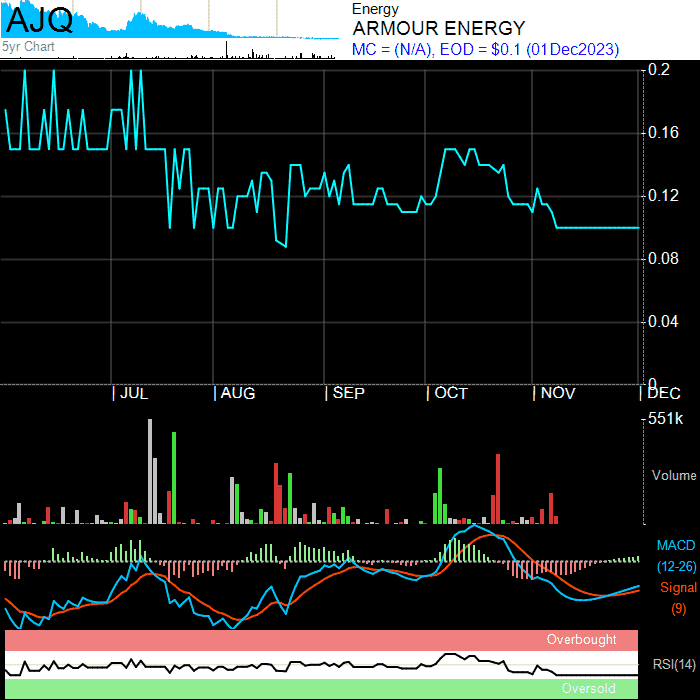 AJQ
5yr Chart
Energy
ARMOUR ENERGY
MC = (N/A), EOD = $0.1 (01Dec2023)
0.2
0.16
0.12
0.08
0.04
0
JUL
AUG
SEP
OCT
NOV
DEC
551k
Volume
MACD
(12-26)
Signal
(9)
Overbought
RSI(14)
Oversold